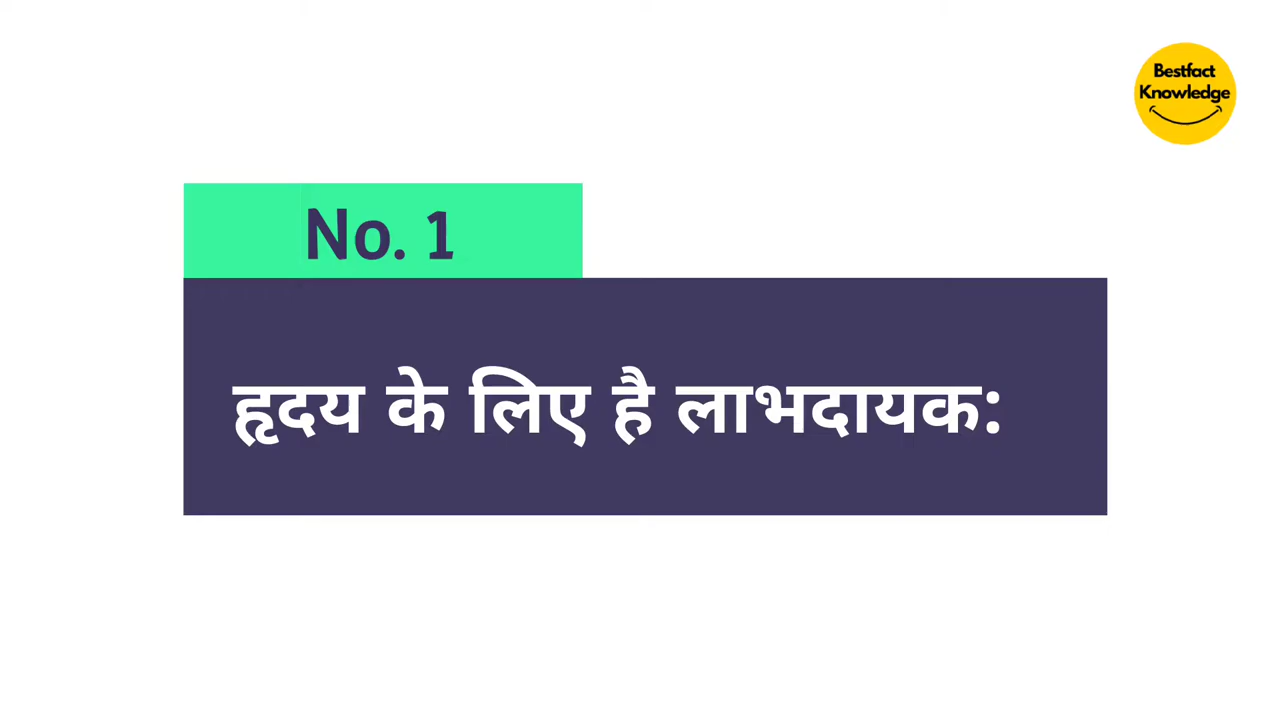 Bestfact
Knowledge
No. 1
हृदय के लिए है लाभदायक: